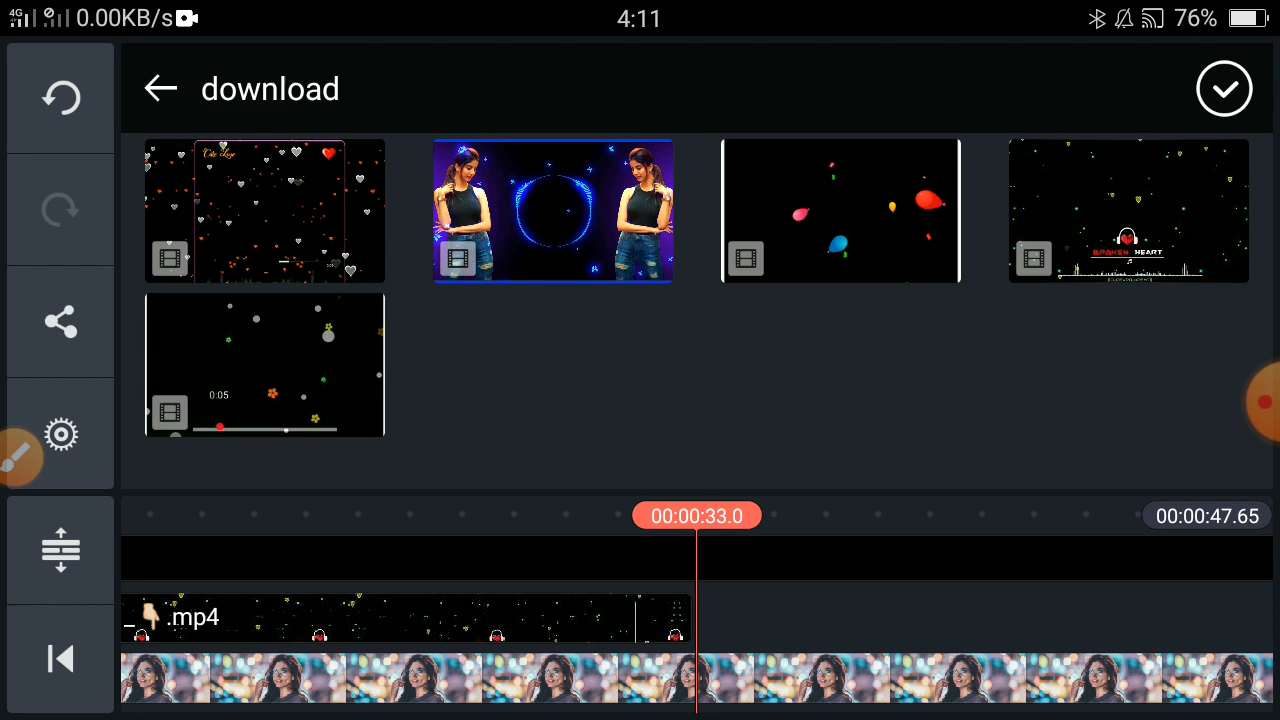 4G 0.00KB/s 4:11 76%
download
Cute Love
BROKEN HEART
0:05
00:00:33.0 00:00:47.65
_👇🏻.mp4